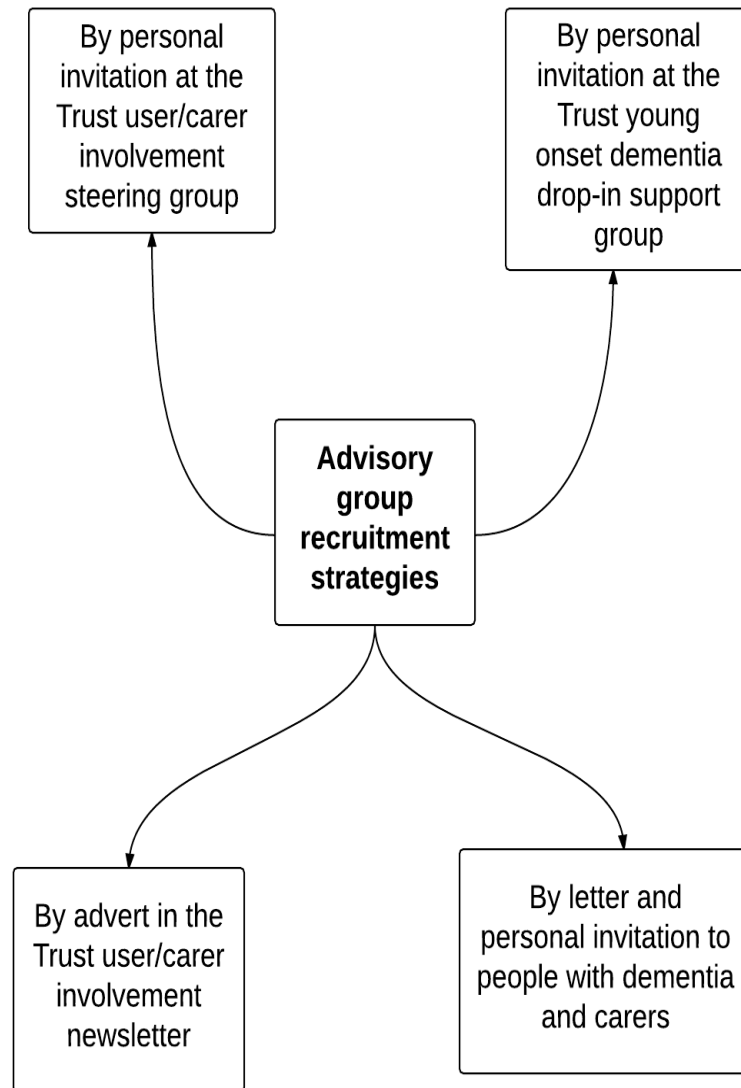 By personal
invitation at the
Trust user/carer
involvement
steering group
By personal
invitation at the
Trust young
onset dementia
drop-in support
group
Advisory
group
recruitment
strategies
By advert in the
Trust user/carer
involvement
newsletter
By letter and
personal invitation to
people with dementia
and carers